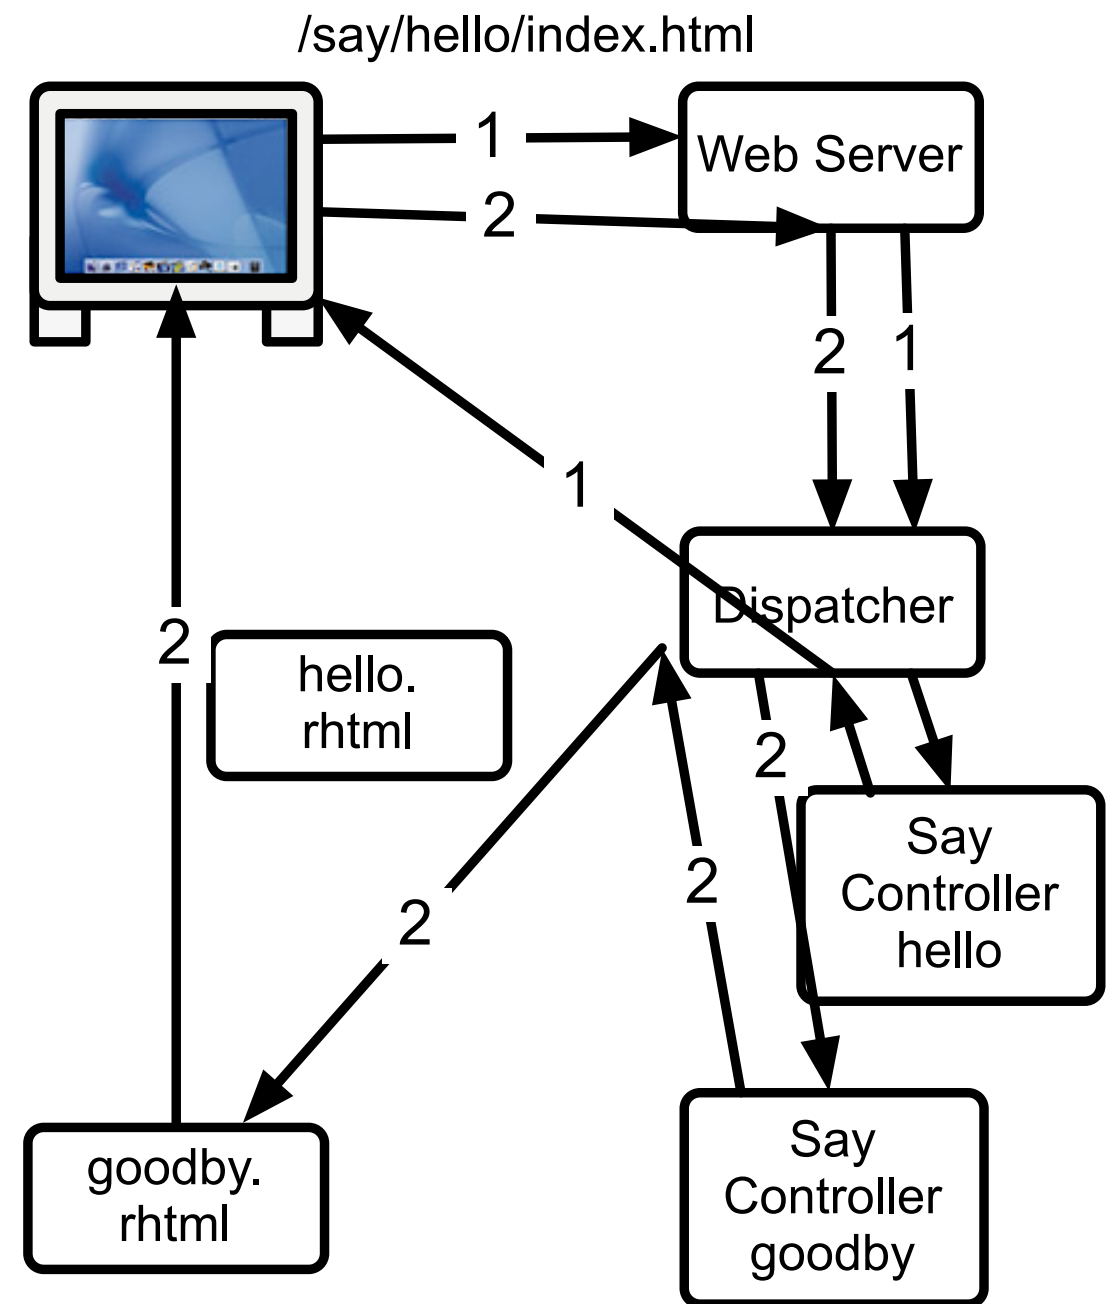 /say/hello/index.html
1
Web Server
2
2
1
1
Dispatcher
2
hello.
rhtml
2
Say
Controller
hello
2
2
goodby.
rhtml
Say
Controller
goodby